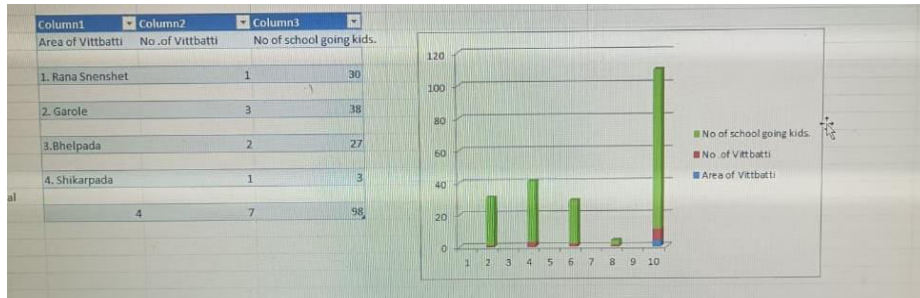 Column1 Column2 Column3
Area of Vittbatti No .of Vittbatti No of school going kids.
1. Rana Snenshet 1 30
2. Garole 3 38
3.Bhelpada 2 27
4. Shikarpada 1 3
al
4 7 98
120
100
80
60
40
20
0
1 2 3 4 5 6 7 8 9 10
No of school going kids.
No .of Vittbatti
Area of Vittbatti